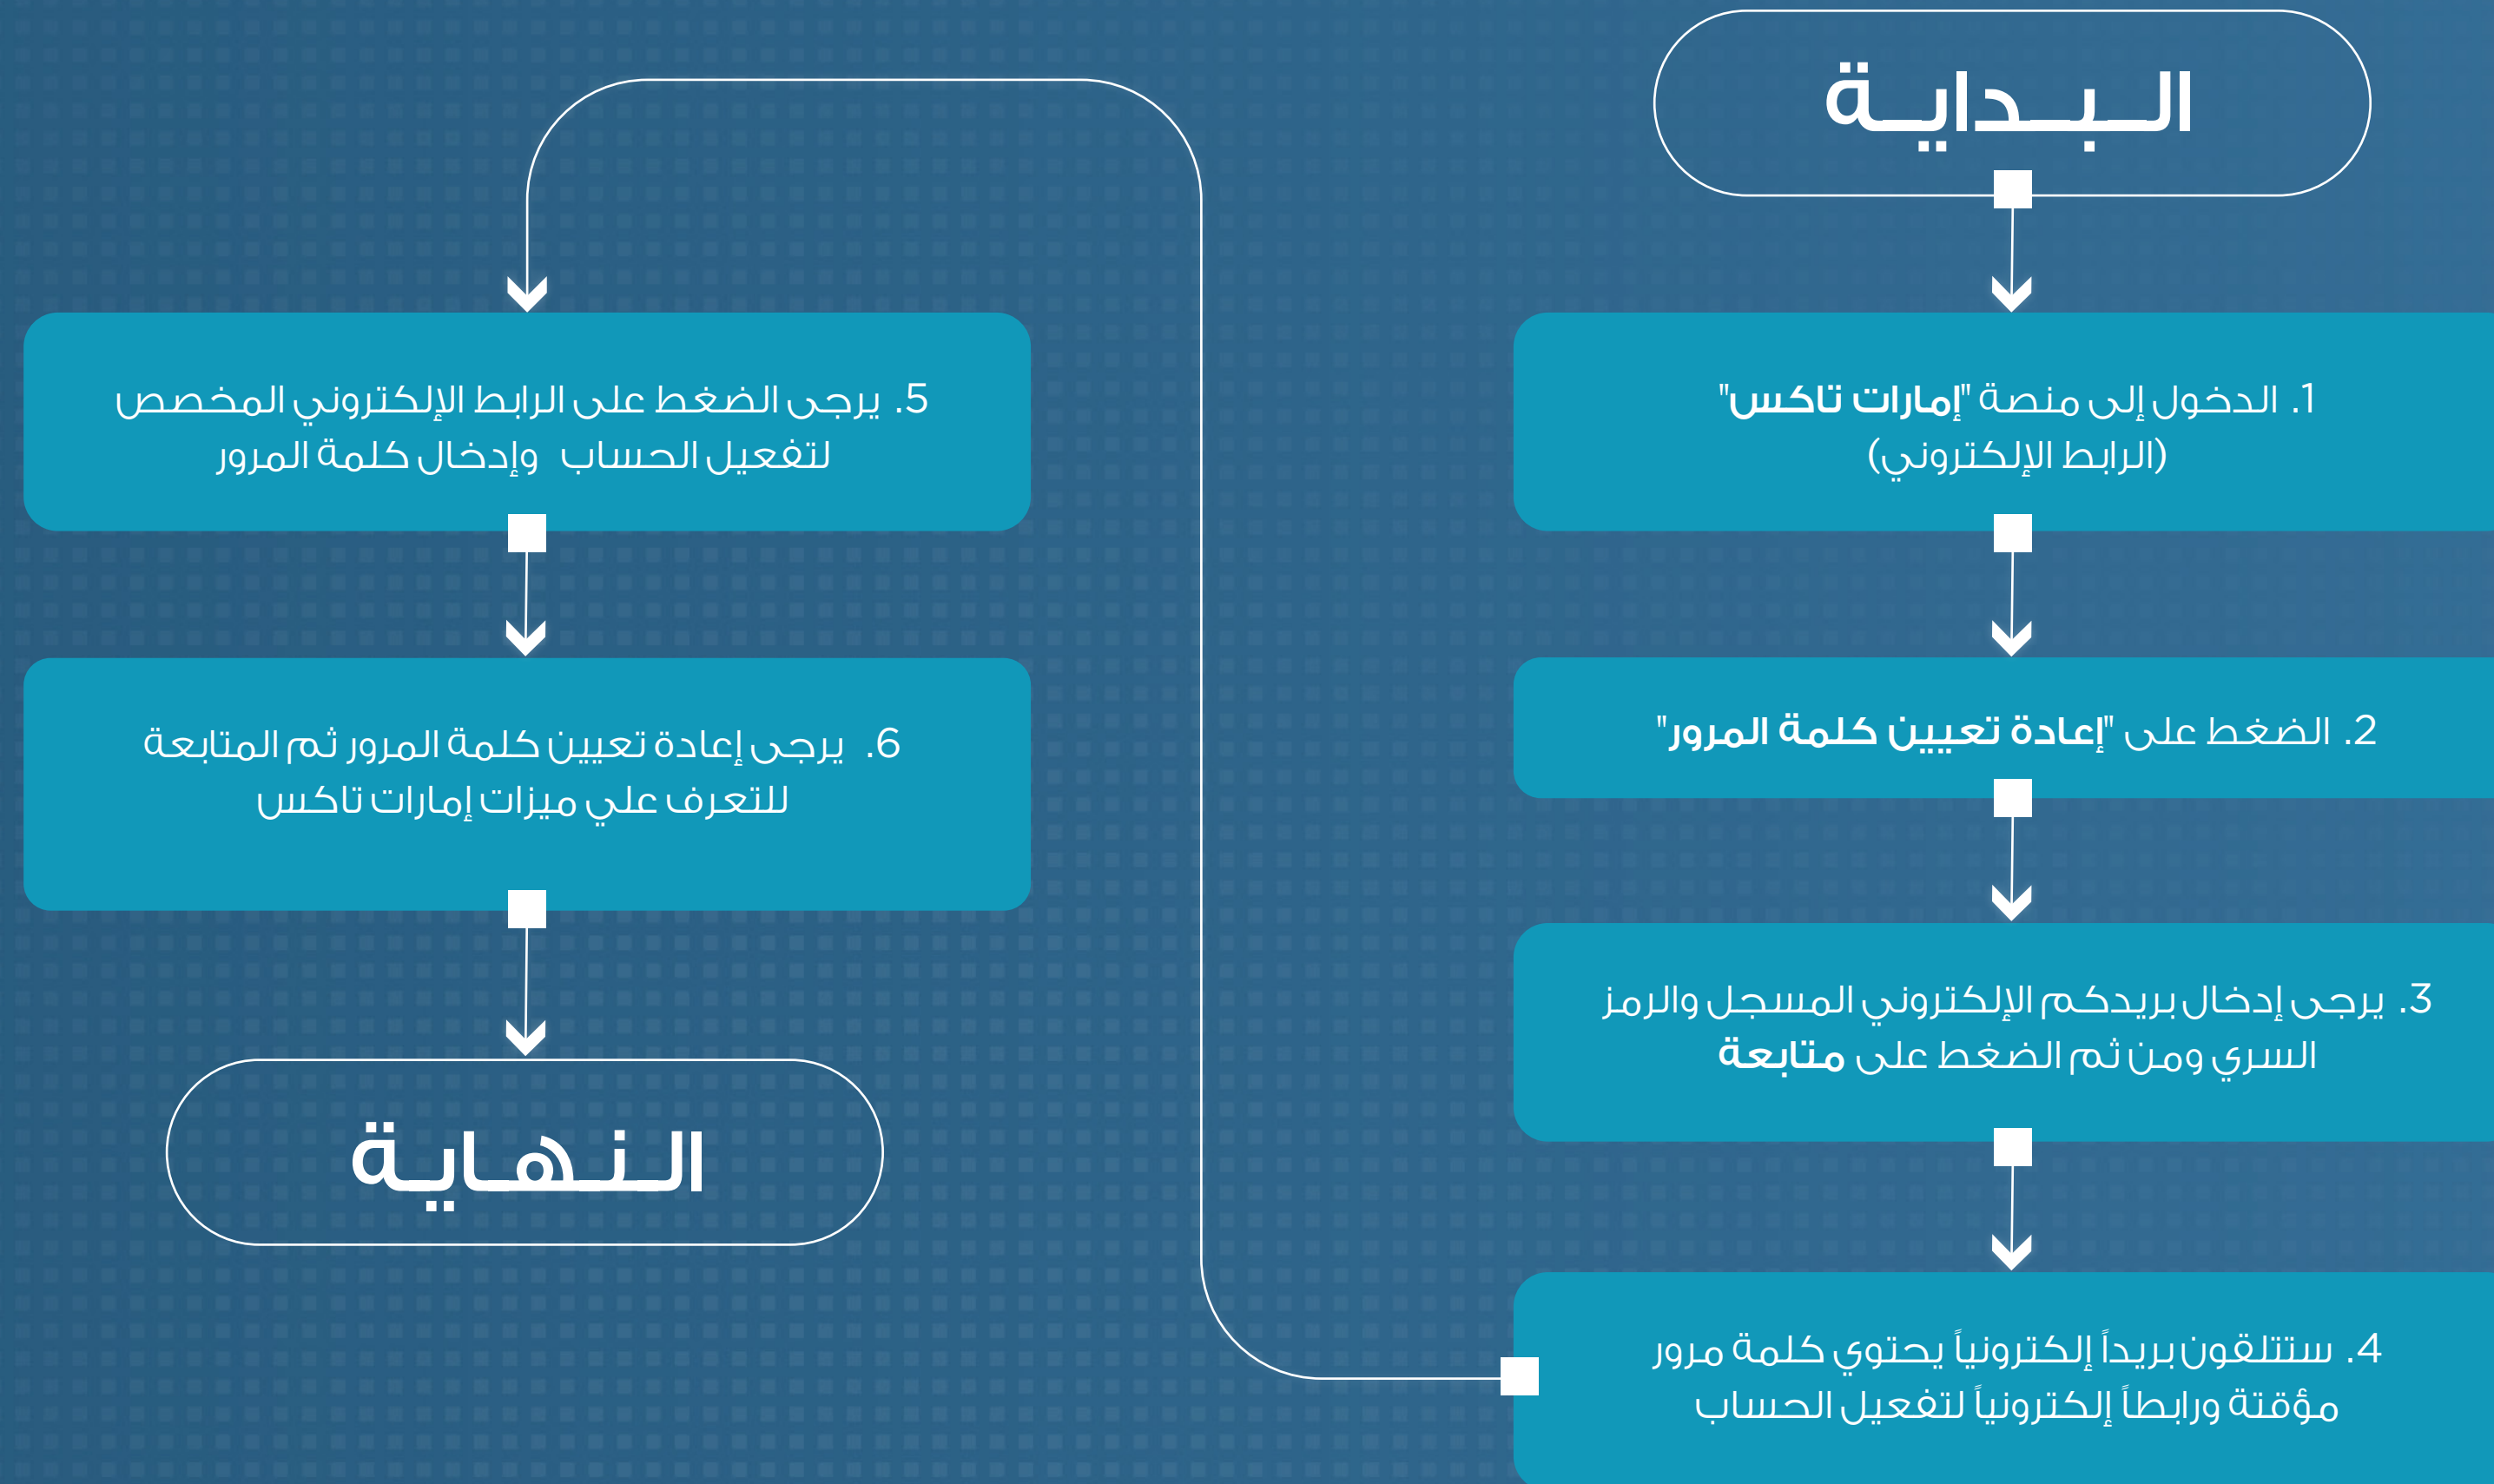 الـبـدايـة
1. الدخول إلى منصة "إمارات تاكس"
(الرابط الإلكتروني)
2. الضغط على "إعادة تعيين كلمة المرور"
3. يرجى إدخال بريدكم الإلكتروني المسجل والرمز
السري ومن ثم الضغط على متابعة
4. ستتلقون بريداً إلكترونياً يحتوي كلمة مرور
مؤقتة ورابطاً إلكترونياً لتفعيل الحساب
5. يرجى الضغط على الرابط الإلكتروني المخصص
لتفعيل الحساب وإدخال كلمة المرور
6. يرجى إعادة تعيين كلمة المرور ثم المتابعة
للتعرف علي ميزات إمارات تاكس
الـنـهـايـة